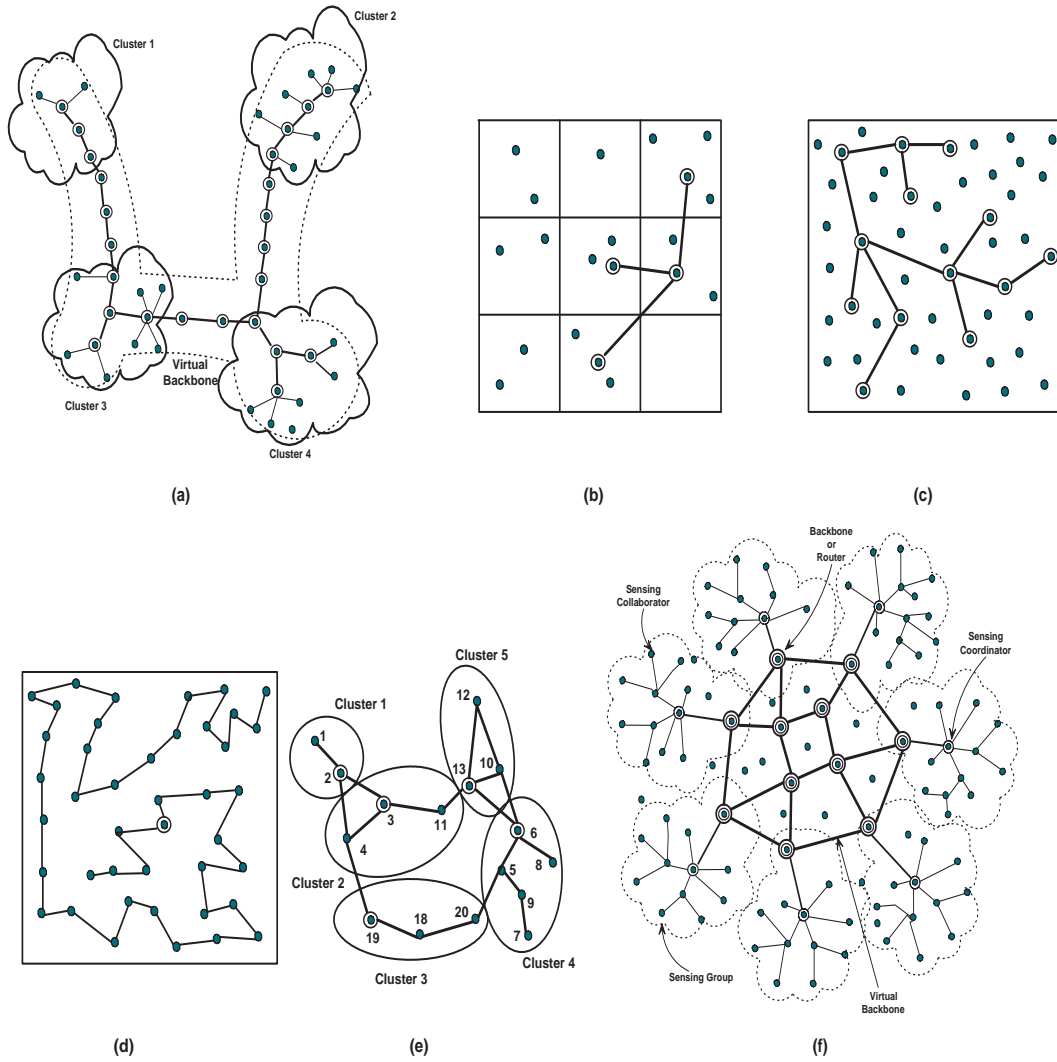 Cluster 1
Cluster 2
Virtual
Backbone
Cluster 3
Cluster 4
(a)
(b)
(c)
Backbone
or
Router
Sensing
Collaborator
Sensing
Coordinator
Sensing Group
Virtual
Backbone
Cluster 5
12
Cluster 1
1
2
13
10
3
11
6
4
8
5
Cluster 2
9
20
18
19
7
Cluster 4
Cluster 3
(d)
(e)
(f)